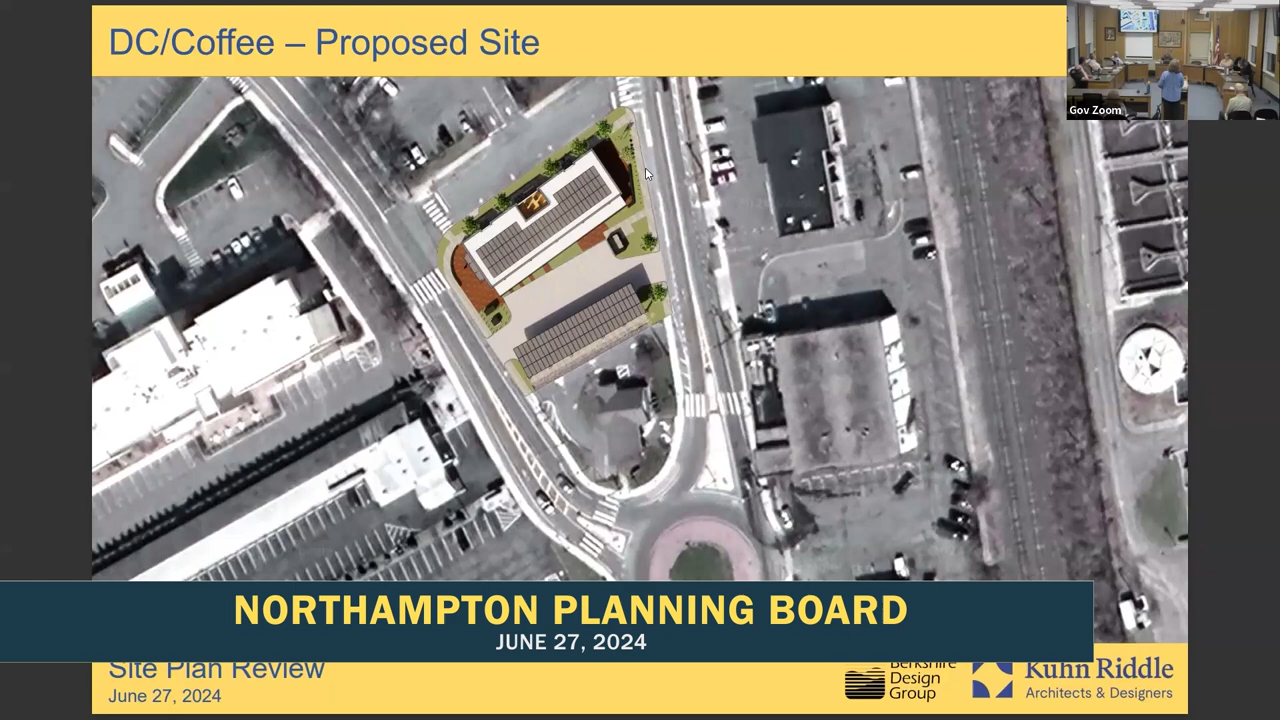 DC/Coffee – Proposed Site
Gov Zoom
NORTHAMPTON PLANNING BOARD
JUNE 27, 2024
Site Plan Review
June 27, 2024
Berkshire
Design
Group
Kuhn Riddle
Architects & Designers